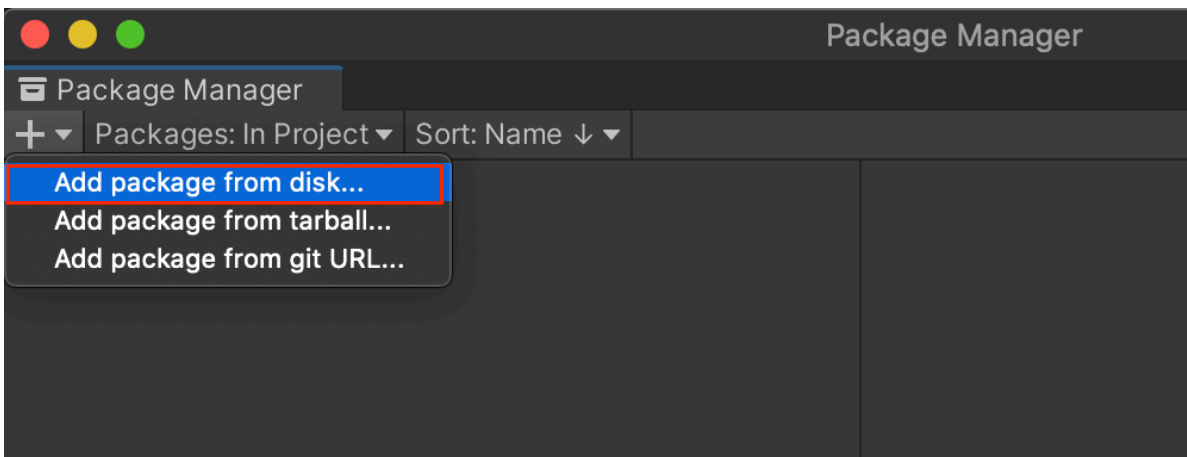 Package Manager
Package Manager
Packages: In Project Sort: Name ↓
Add package from disk...
Add package from tarball...
Add package from git URL...